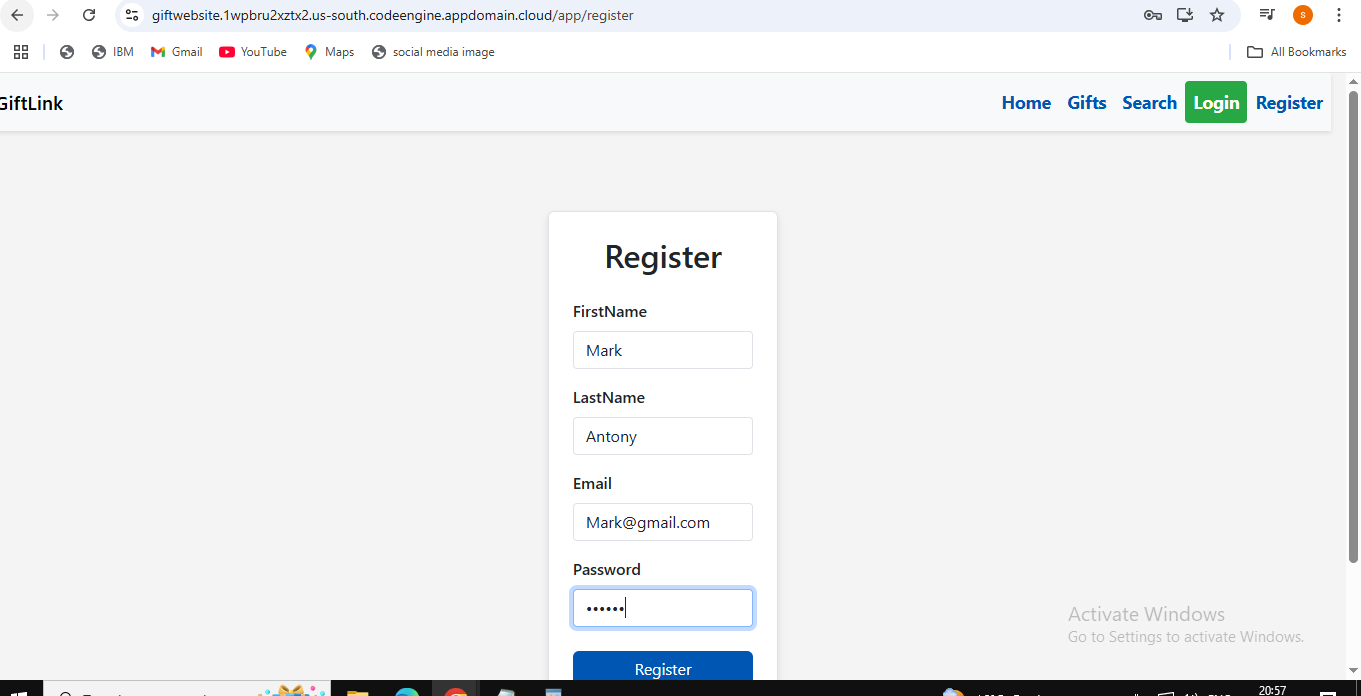 giftwebsite.1wpbru2xztx2.us-south.codeengine.appdomain.cloud/app/register
S
IBM Gmail YouTube Maps social media image All Bookmarks
GiftLink Home Gifts Search Login Register
Register
FirstName
Mark
LastName
Antony
Email
Mark@gmail.com
Password
••••••
Register
Activate Windows
Go to Settings to activate Windows.
20:57